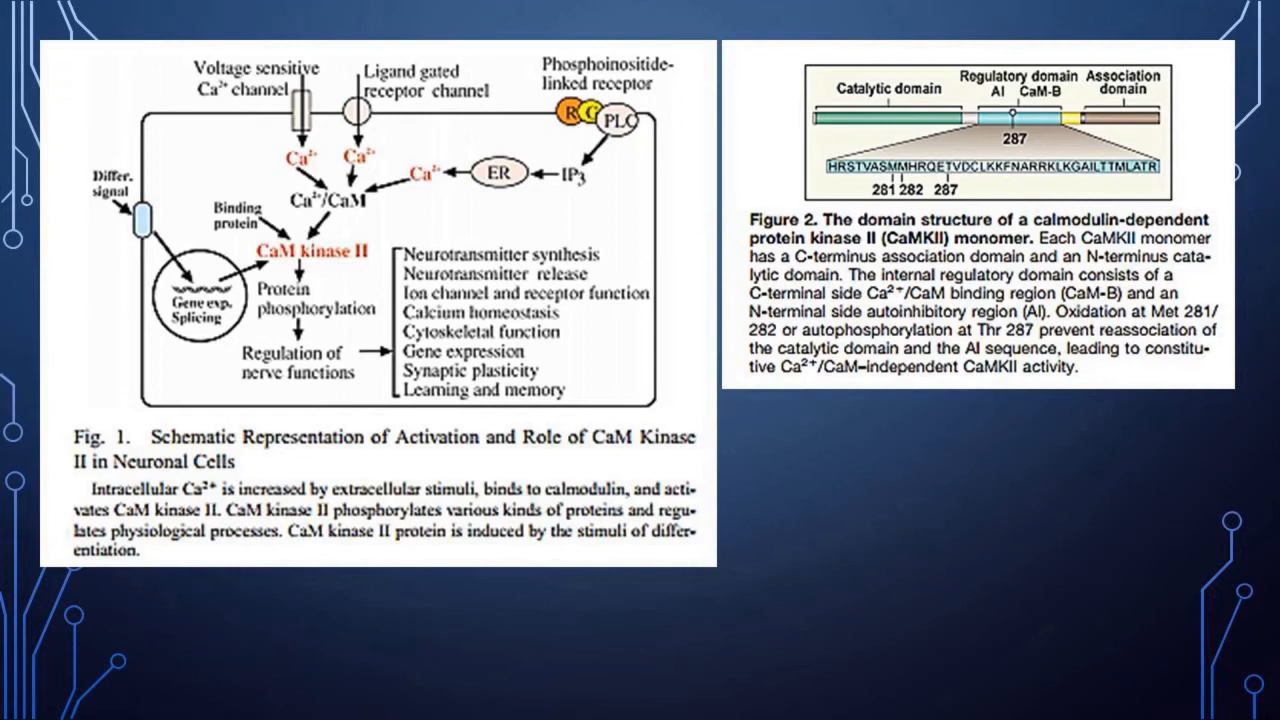 Voltage sensitive
Ca²⁺ channel
Ligand gated
receptor channel
Phosphoinositide-
linked receptor
R G PLC
Ca²⁺ Ca²⁺
Ca²⁺ ER IP3
Differ.
signal
Ca²⁺/CaM
Binding
protein
CaM kinase II
Gene exp.
Splicing
Protein
phosphorylation
Regulation of
nerve functions
Neurotransmitter synthesis
Neurotransmitter release
Ion channel and receptor function
Calcium homeostasis
Cytoskeletal function
Gene expression
Synaptic plasticity
Learning and memory
Fig. 1. Schematic Representation of Activation and Role of CaM Kinase
II in Neuronal Cells
Intracellular Ca²⁺ is increased by extracellular stimuli, binds to calmodulin, and acti-
vates CaM kinase II. CaM kinase II phosphorylates various kinds of proteins and regu-
lates physiological processes. CaM kinase II protein is induced by the stimuli of differ-
entiation.
Catalytic domain
Regulatory domain
AI CaM-B
Association
domain
287
HRSTVASMMHRQETVDCLKKFNARRKLKGAILTTMLATR
281 282 287
Figure 2. The domain structure of a calmodulin-dependent
protein kinase II (CaMKII) monomer. Each CaMKII monomer
has a C-terminus association domain and an N-terminus cata-
lytic domain. The internal regulatory domain consists of a
C-terminal side Ca²⁺/CaM binding region (CaM-B) and an
N-terminal side autoinhibitory region (AI). Oxidation at Met 281/
282 or autophosphorylation at Thr 287 prevent reassociation of
the catalytic domain and the AI sequence, leading to constitu-
tive Ca²⁺/CaM–independent CaMKII activity.